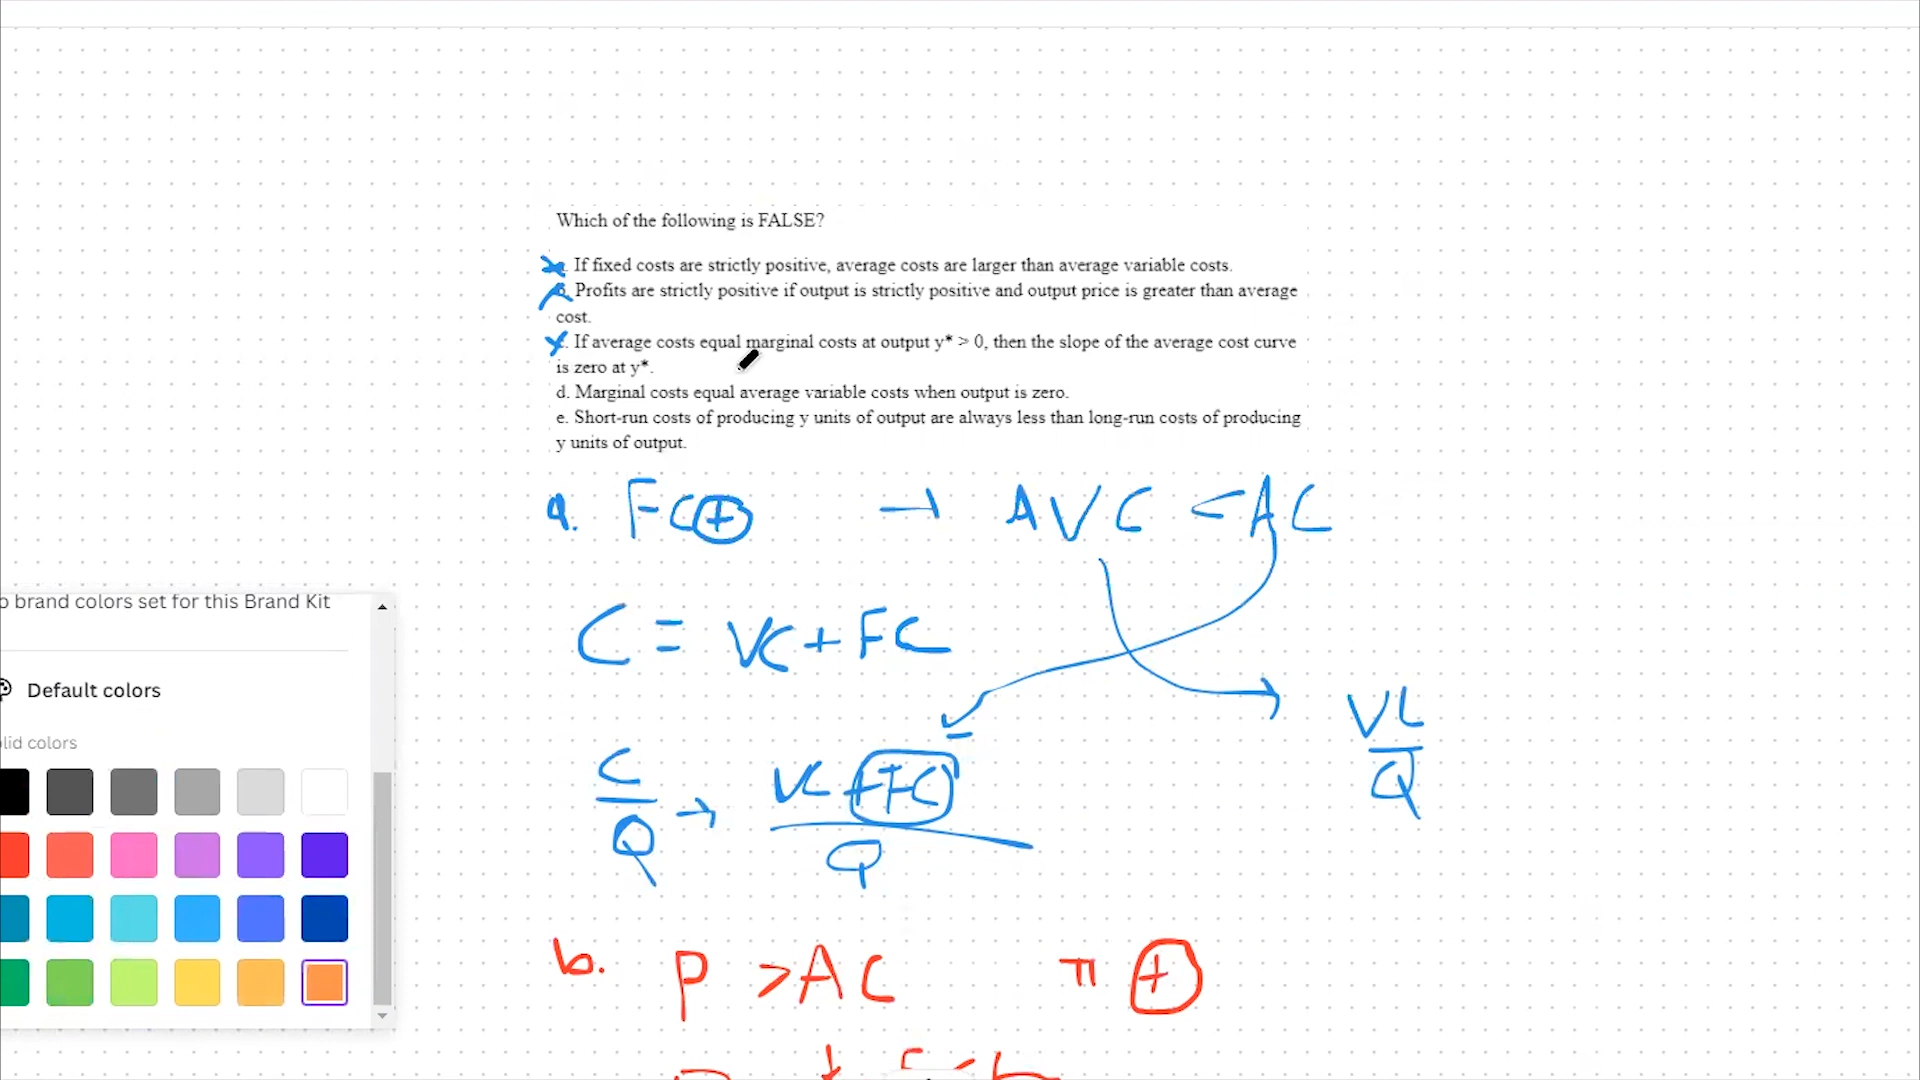 Which of the following is FALSE?
If fixed costs are strictly positive, average costs are larger than average variable costs.
b. Profits are strictly positive if output is strictly positive and output price is greater than average
cost.
If average costs equal marginal costs at output y* > 0, then the slope of the average cost curve
is zero at y*.
d. Marginal costs equal average variable costs when output is zero.
e. Short-run costs of producing y units of output are always less than long-run costs of producing
y units of output.
a. FC + → AVC < AC
C = VC + FC
VC
Q
C
Q
→
VC + FC
Q
b. P > AC π +
brand colors set for this Brand Kit
Default colors
lid colors